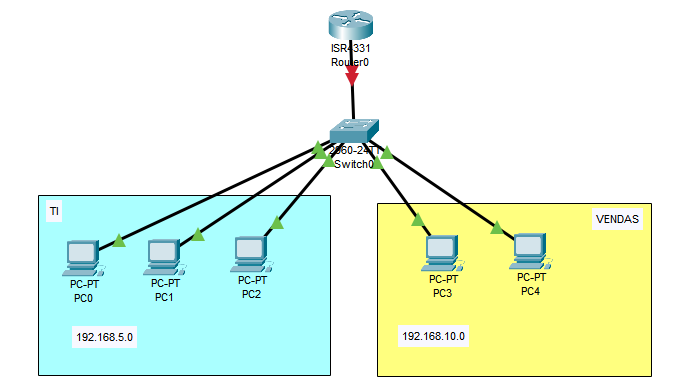 ISR4331
Router0
2960-24TT
Switch0
TI
VENDAS
PC-PT
PC0
PC-PT
PC1
PC-PT
PC2
PC-PT
PC3
PC-PT
PC4
192.168.5.0
192.168.10.0